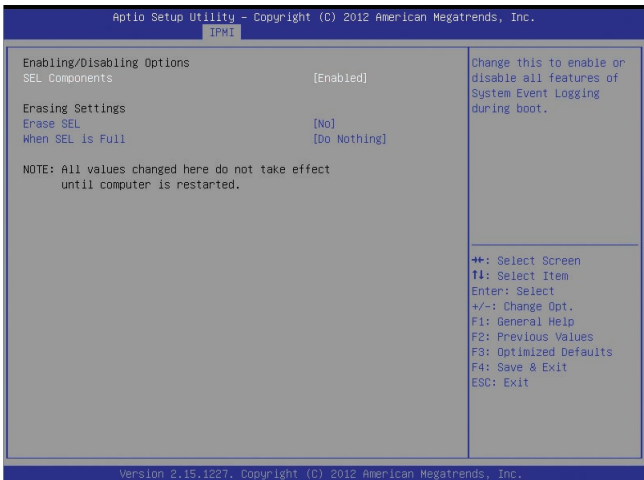 Aptio Setup Utility – Copyright (C) 2012 American Megatrends, Inc.
IPMI
Enabling/Disabling Options
SEL Components [Enabled]
Erasing Settings
Erase SEL [No]
When SEL is Full [Do Nothing]
NOTE: All values changed here do not take effect
until computer is restarted.
Change this to enable or
disable all features of
System Event Logging
during boot.
→←: Select Screen
↑↓: Select Item
Enter: Select
+/-: Change Opt.
F1: General Help
F2: Previous Values
F3: Optimized Defaults
F4: Save & Exit
ESC: Exit
Version 2.15.1227. Copyright (C) 2012 American Megatrends, Inc.